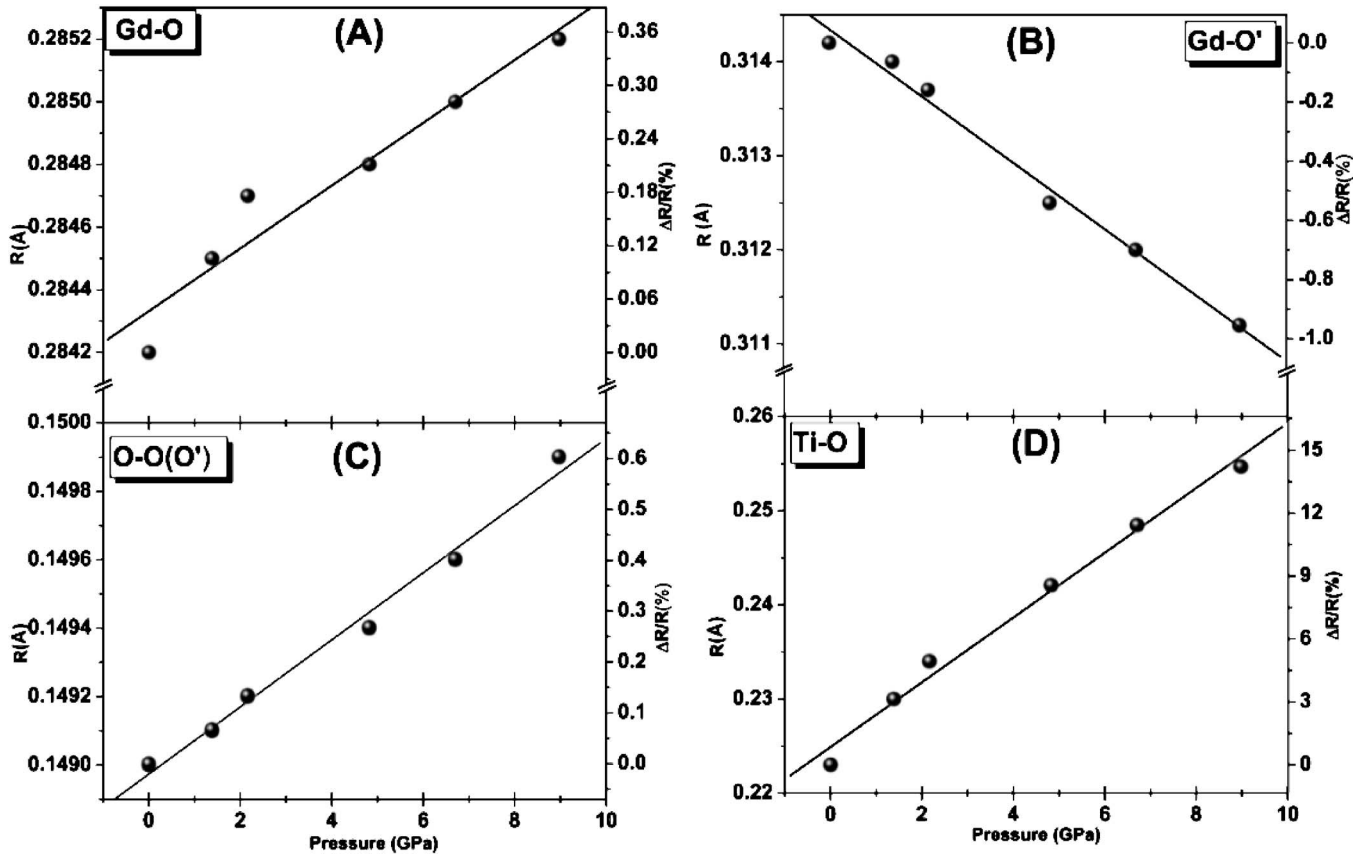 Gd-O
(A)
0.2852
0.2850
0.2848
0.2846
0.2844
0.2842
R(A)
0.36
0.30
0.24
0.18
0.12
0.06
0.00
ΔR/R(%)
(B)
Gd-O'
0.314
0.313
0.312
0.311
R (A)
0.0
-0.2
-0.4
-0.6
-0.8
-1.0
ΔR/R(%)
O-O(O')
(C)
0.1500
0.1498
0.1496
0.1494
0.1492
0.1490
R(A)
0.6
0.5
0.4
0.3
0.2
0.1
0.0
ΔR/R(%)
0 2 4 6 8 10
Pressure (GPa)
Ti-O
(D)
0.26
0.25
0.24
0.23
0.22
R(A)
15
12
9
6
3
0
ΔR/R(%)
0 2 4 6 8 10
Pressure (GPa)